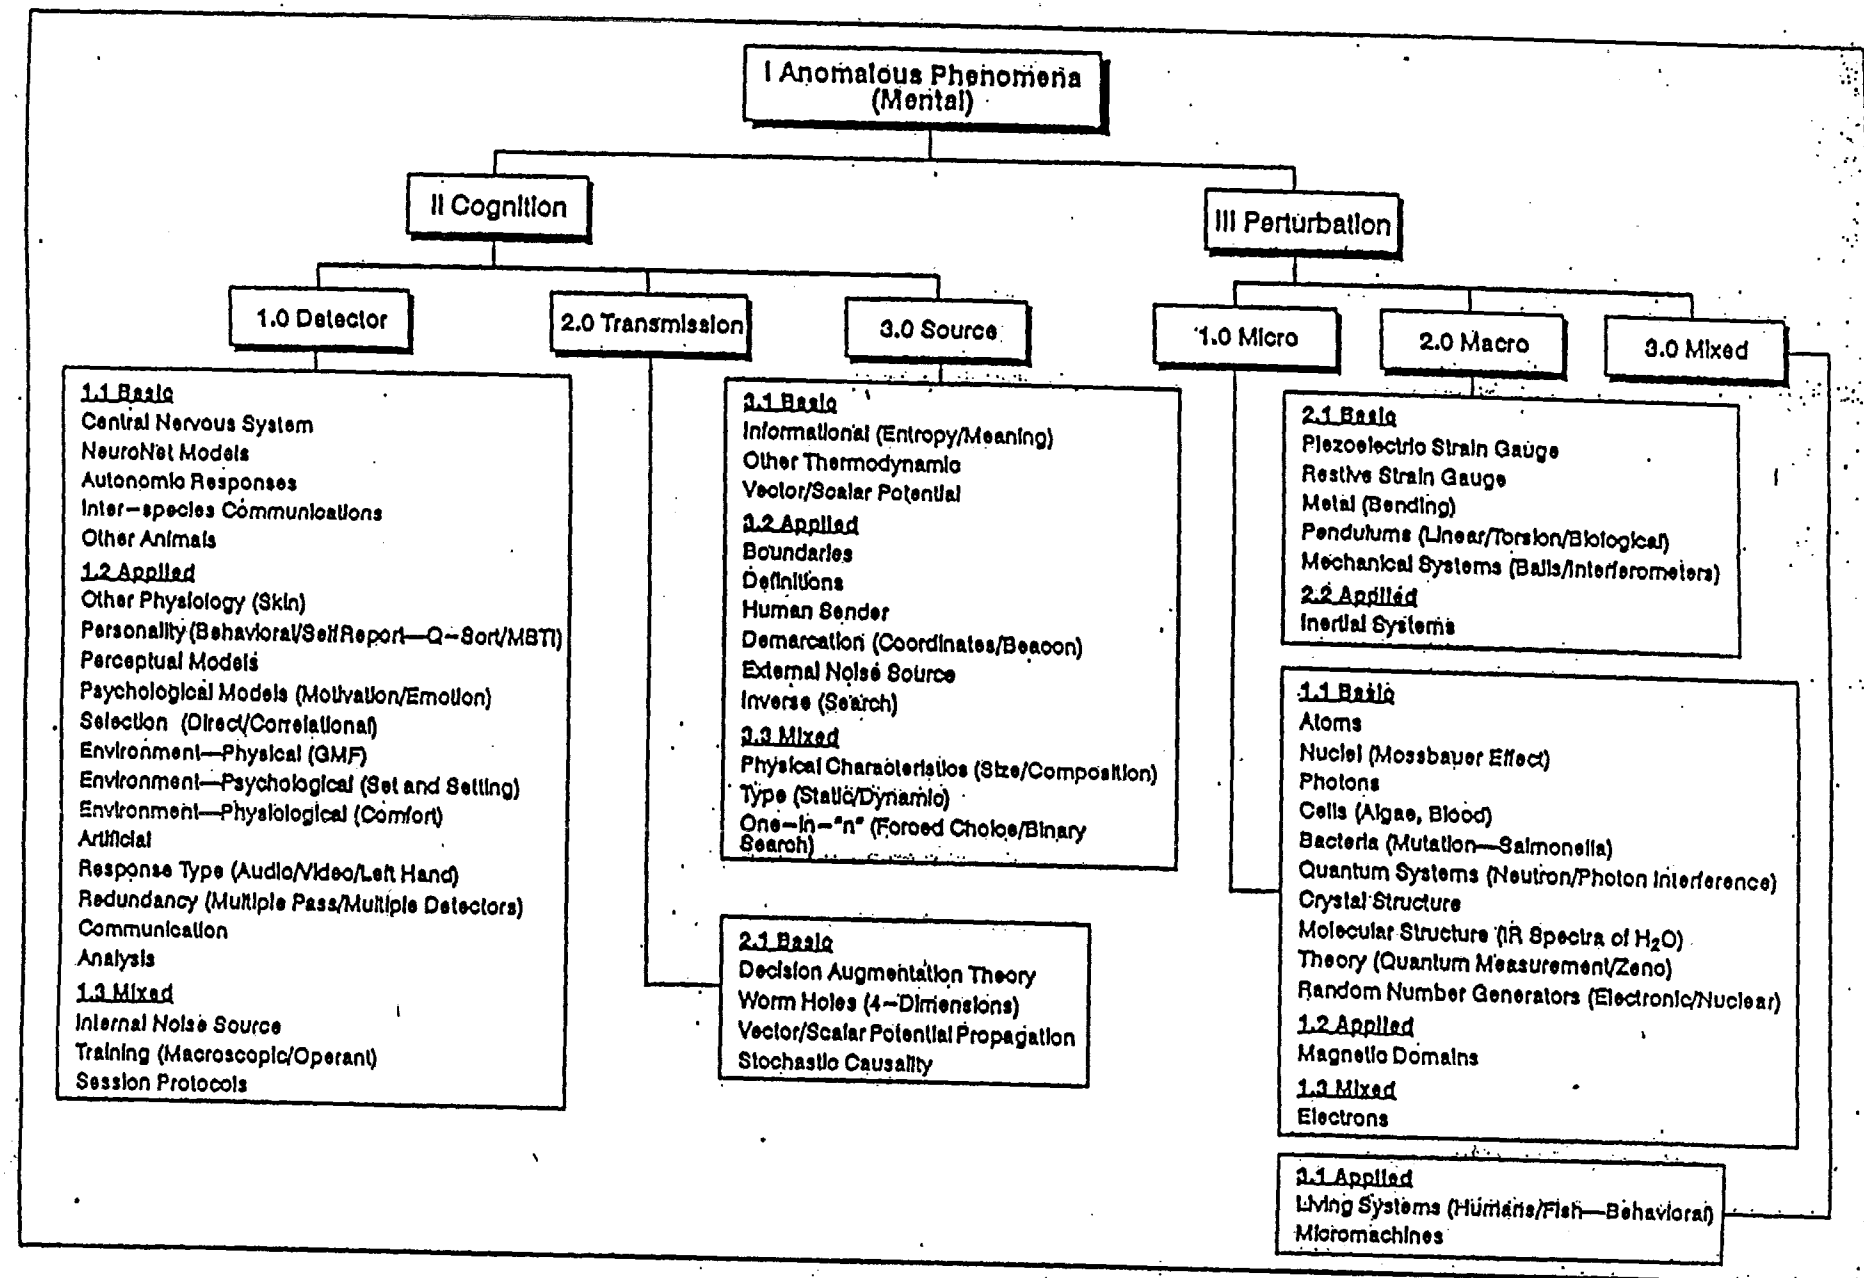 I Anomalous Phenomena
(Mental)
II Cognition
III Perturbation
1.0 Detector
2.0 Transmission
3.0 Source
1.0 Micro
2.0 Macro
3.0 Mixed
1.1 Basic
Central Nervous System
NeuroNet Models
Autonomic Responses
Inter-species Communications
Other Animals
1.2 Applied
Other Physiology (Skin)
Personality (Behavioral/Self Report—Q-Sort/MBTI)
Perceptual Models
Psychological Models (Motivation/Emotion)
Selection (Direct/Correlational)
Environment—Physical (GMF)
Environment—Psychological (Set and Setting)
Environment—Physiological (Comfort)
Artificial
Response Type (Audio/Video/Left Hand)
Redundancy (Multiple Pass/Multiple Detectors)
Communication
Analysis
1.3 Mixed
Internal Noise Source
Training (Macroscopic/Operant)
Session Protocols
3.1 Basic
Informational (Entropy/Meaning)
Other Thermodynamic
Vector/Scalar Potential
3.2 Applied
Boundaries
Definitions
Human Sender
Demarcation (Coordinates/Beacon)
External Noise Source
Inverse (Search)
3.3 Mixed
Physical Characteristics (Size/Composition)
Type (Static/Dynamic)
One-in-"n" (Forced Choice/Binary
Search)
2.1 Basic
Decision Augmentation Theory
Worm Holes (4-Dimensions)
Vector/Scalar Potential Propagation
Stochastic Causality
2.1 Basic
Piezoelectric Strain Gauge
Restive Strain Gauge
Metal (Bending)
Pendulums (Linear/Torsion/Biological)
Mechanical Systems (Balls/Interferometers)
2.2 Applied
Inertial Systems
1.1 Basic
Atoms
Nuclei (Mossbauer Effect)
Photons
Cells (Algae, Blood)
Bacteria (Mutation—Salmonella)
Quantum Systems (Neutron/Photon Interference)
Crystal Structure
Molecular Structure (IR Spectra of H₂O)
Theory (Quantum Measurement/Zeno)
Random Number Generators (Electronic/Nuclear)
1.2 Applied
Magnetic Domains
1.3 Mixed
Electrons
3.1 Applied
Living Systems (Humans/Fish—Behavioral)
Micromachines